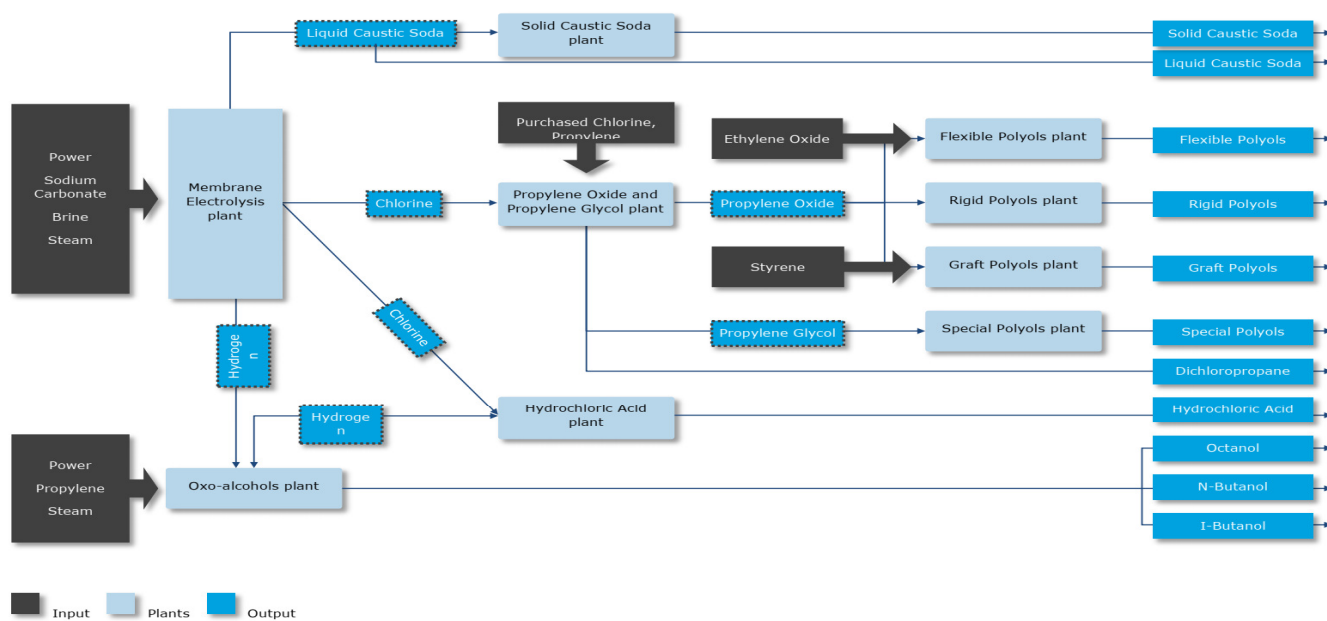 Liquid Caustic Soda
Solid Caustic Soda
plant
Solid Caustic Soda
Liquid Caustic Soda
Power
Sodium
Carbonate
Brine
Steam
Membrane
Electrolysis
plant
Purchased Chlorine,
Propylene
Ethylene Oxide
Flexible Polyols plant
Flexible Polyols
Chlorine
Propylene Oxide and
Propylene Glycol plant
Propylene Oxide
Rigid Polyols plant
Rigid Polyols
Styrene
Graft Polyols plant
Graft Polyols
Chlorine
Propylene Glycol
Special Polyols plant
Special Polyols
Hydroge
n
Dichloropropane
Hydroge
n
Hydrochloric Acid
plant
Hydrochloric Acid
Power
Propylene
Steam
Oxo-alcohols plant
Octanol
N-Butanol
I-Butanol
Input
Plants
Output